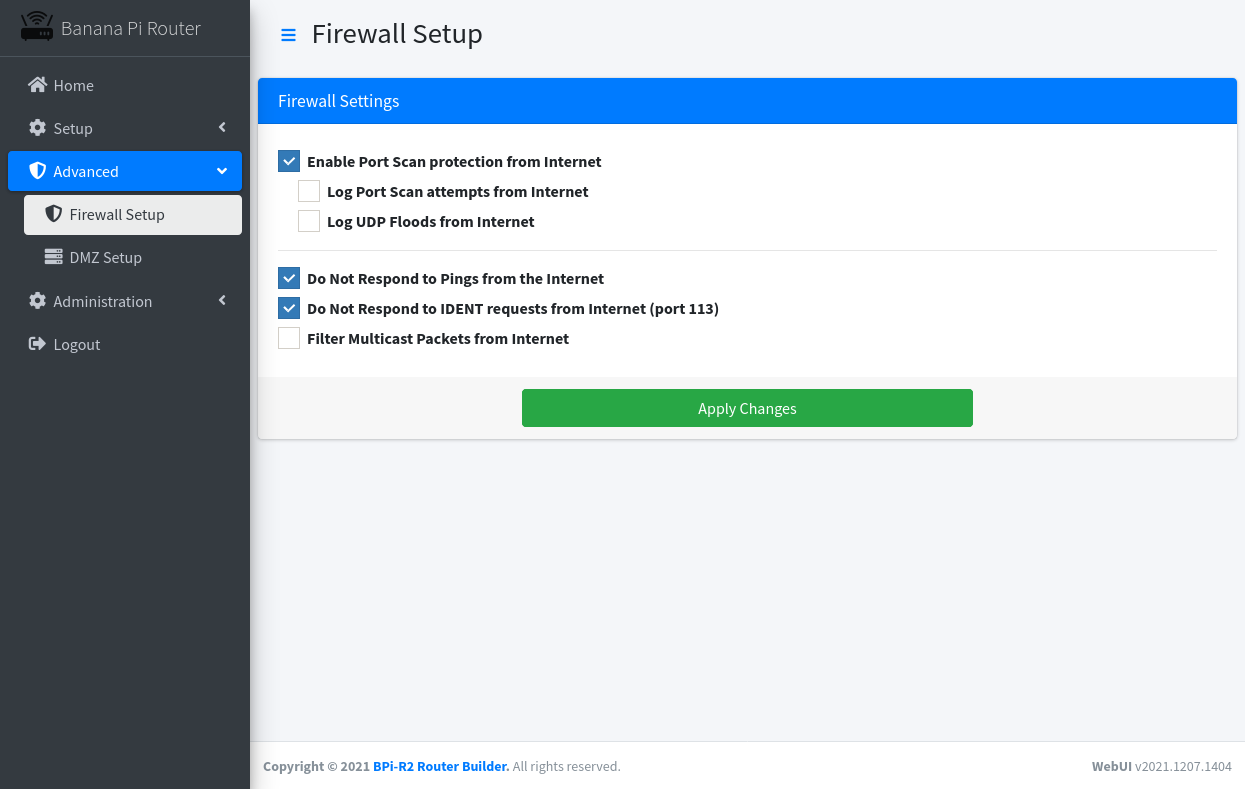 Banana Pi Router
Home
Setup
Advanced
Firewall Setup
DMZ Setup
Administration
Logout
Firewall Setup
Firewall Settings
Enable Port Scan protection from Internet
Log Port Scan attempts from Internet
Log UDP Floods from Internet
Do Not Respond to Pings from the Internet
Do Not Respond to IDENT requests from Internet (port 113)
Filter Multicast Packets from Internet
Apply Changes
Copyright © 2021 BPi-R2 Router Builder. All rights reserved.
WebUI v2021.1207.1404